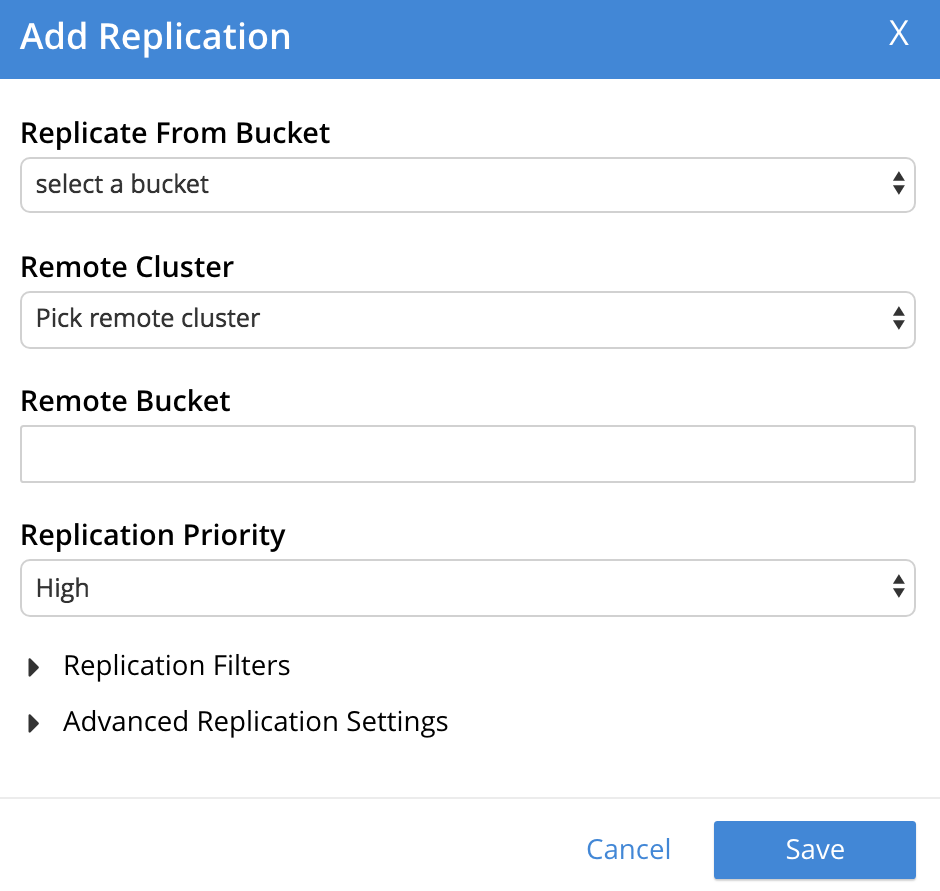 Add Replication X
Replicate From Bucket
select a bucket
Remote Cluster
Pick remote cluster
Remote Bucket
Replication Priority
High
Replication Filters
Advanced Replication Settings
Cancel Save